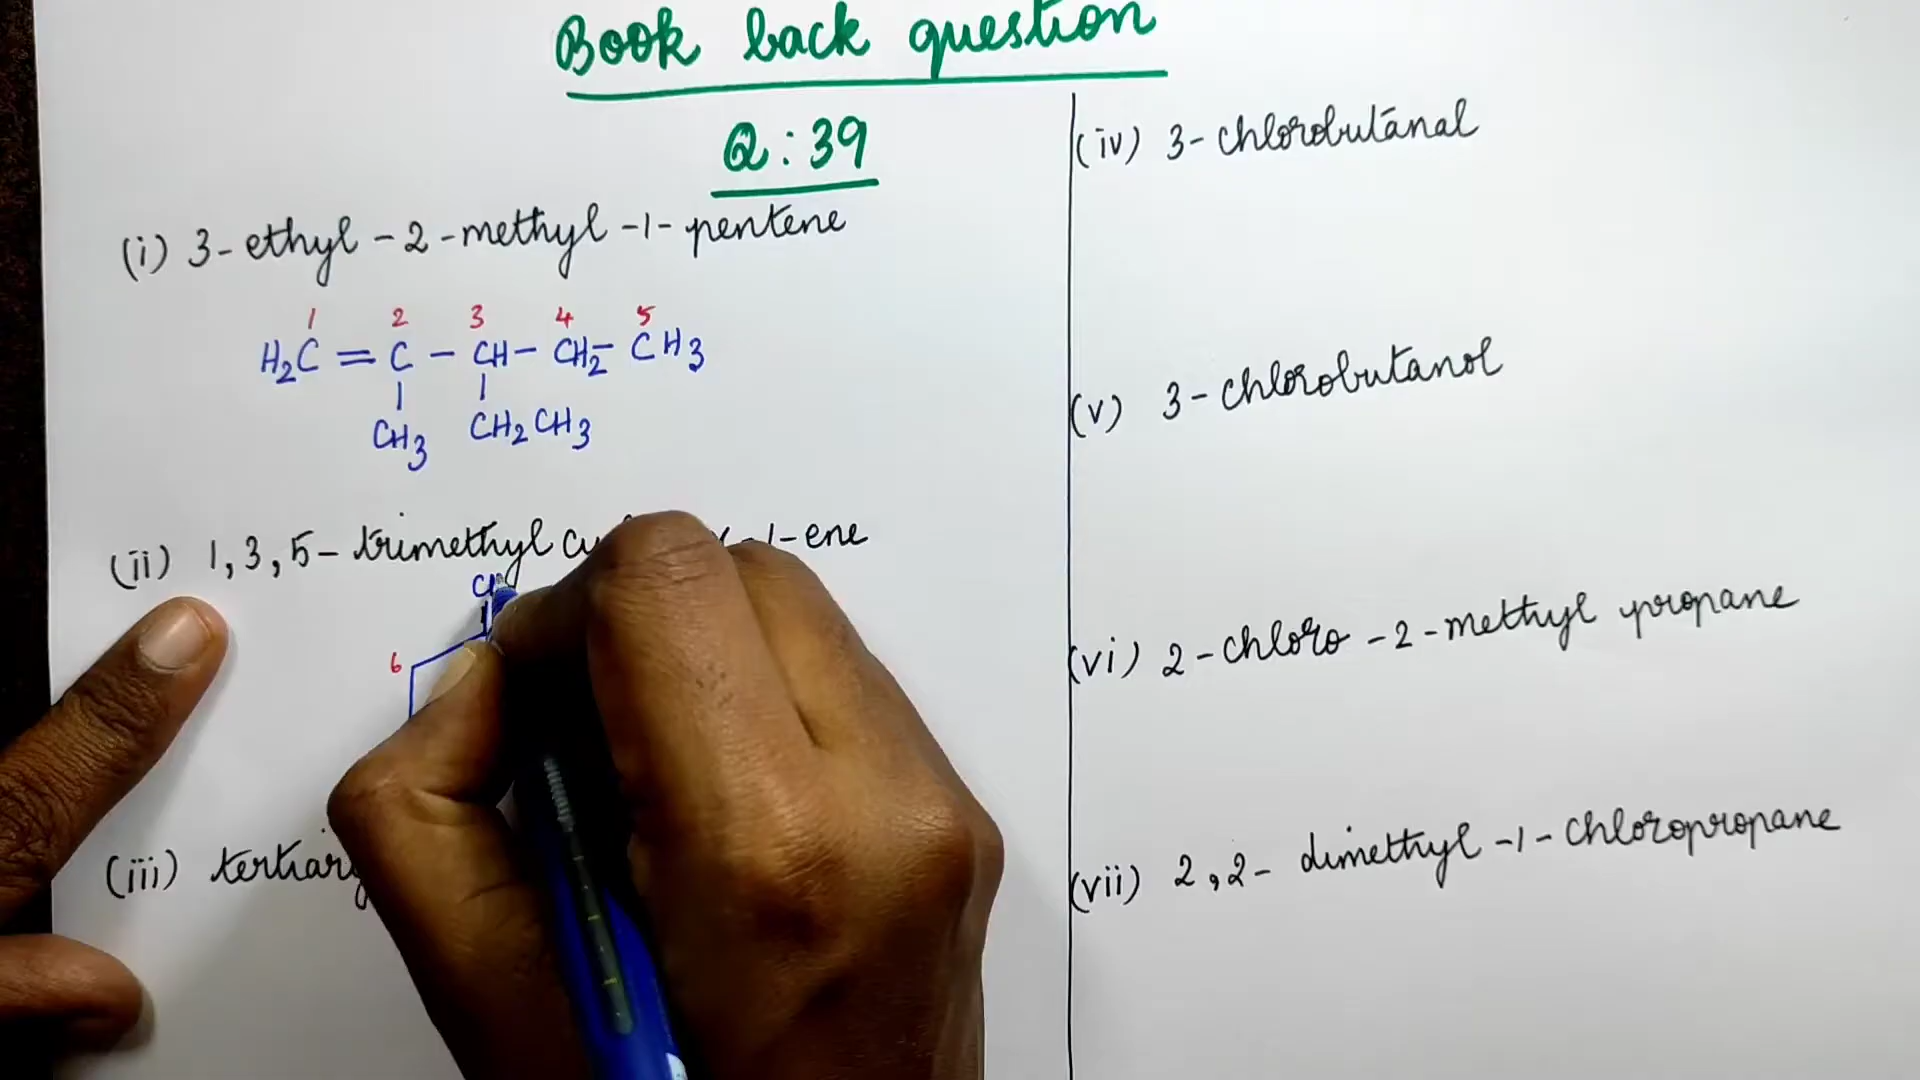 Book back question
Q : 39
(i) 3-ethyl-2-methyl-1-pentene
1 2 3 4 5
H2C = C - CH - CH2 - CH3
CH3 CH2CH3
(ii) 1,3,5-trimethyl -1-ene
6
(iii) tertiary
(iv) 3-chlorobutanal
(v) 3-chlorobutanol
(vi) 2-chloro-2-methyl propane
(vii) 2,2-dimethyl-1-chloropropane